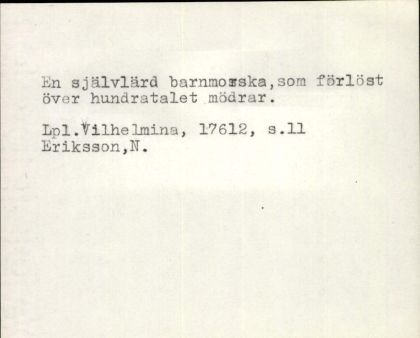 En självlärd barnmorska,som förlöst
över hundratalet mödrar.
Lpl.Vilhelmina, 17612, s.11
Eriksson,N.